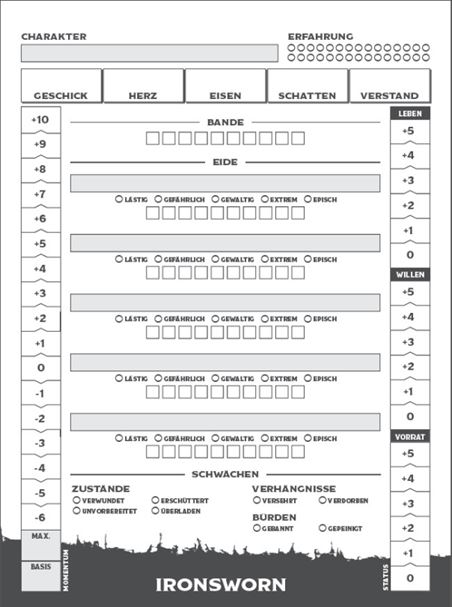 CHARAKTER
ERFAHRUNG
GESCHICK HERZ EISEN SCHATTEN VERSTAND
BANDE
EIDE
LÄSTIG GEFÄHRLICH GEWALTIG EXTREM EPISCH
LÄSTIG GEFÄHRLICH GEWALTIG EXTREM EPISCH
LÄSTIG GEFÄHRLICH GEWALTIG EXTREM EPISCH
LÄSTIG GEFÄHRLICH GEWALTIG EXTREM EPISCH
LÄSTIG GEFÄHRLICH GEWALTIG EXTREM EPISCH
SCHWÄCHEN
ZUSTÄNDE
VERWUNDET ERSCHÜTTERT
UNVORBEREITET ÜBERLADEN
VERHÄNGNISSE
VERSEHRT VERDORBEN
BÜRDEN
GEBANNT GEPEINIGT
+10
+9
+8
+7
+6
+5
+4
+3
+2
+1
0
-1
-2
-3
-4
-5
-6
MAX.
BASIS
MOMENTUM
LEBEN
+5
+4
+3
+2
+1
0
WILLEN
+5
+4
+3
+2
+1
0
VORRAT
+5
+4
+3
+2
+1
0
STATUS
IRONSWORN